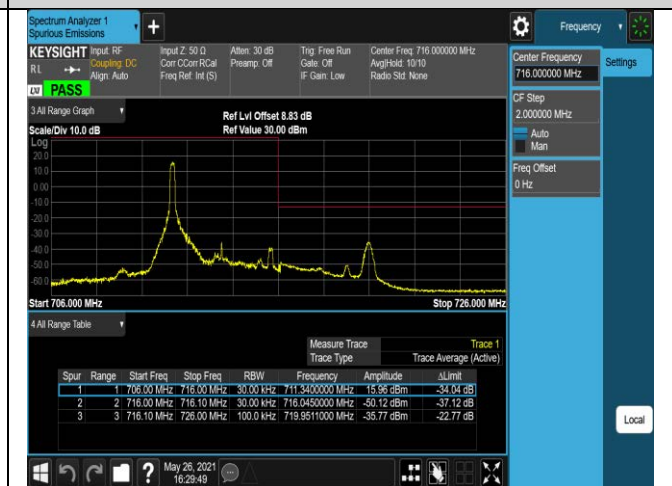 Spectrum Analyzer 1
Spurious Emissions
+
Frequency
KEYSIGHT
RL
PASS
Input: RF
Coupling: DC
Align: Auto
Input Z: 50 Ω
Corr CCorr RCal
Freq Ref: Int (S)
Atten: 30 dB
Preamp: Off
Trig: Free Run
Gate: Off
IF Gain: Low
Center Freq: 716.000000 MHz
Avg|Hold: 10/10
Radio Std: None
Center Frequency
716.000000 MHz
Settings
CF Step
2.000000 MHz
Auto
Man
Freq Offset
0 Hz
3 All Range Graph
Scale/Div 10.0 dB
Ref Lvl Offset 8.83 dB
Ref Value 30.00 dBm
Log
20.0
10.0
0.00
-10.0
-20.0
-30.0
-40.0
-50.0
-60.0
Start 706.000 MHz
Stop 726.000 MHz
4 All Range Table
Measure Trace Trace 1
Trace Type Trace Average (Active)
Spur Range Start Freq Stop Freq RBW Frequency Amplitude ΔLimit
1 1 706.00 MHz 716.00 MHz 30.00 kHz 711.3400000 MHz 15.96 dBm -34.04 dB
2 2 716.00 MHz 716.10 MHz 30.00 kHz 716.0450000 MHz -50.12 dBm -37.12 dB
3 3 716.10 MHz 726.00 MHz 100.0 kHz 719.9511000 MHz -35.77 dBm -22.77 dB
Local
?
May 26, 2021
16:29:49